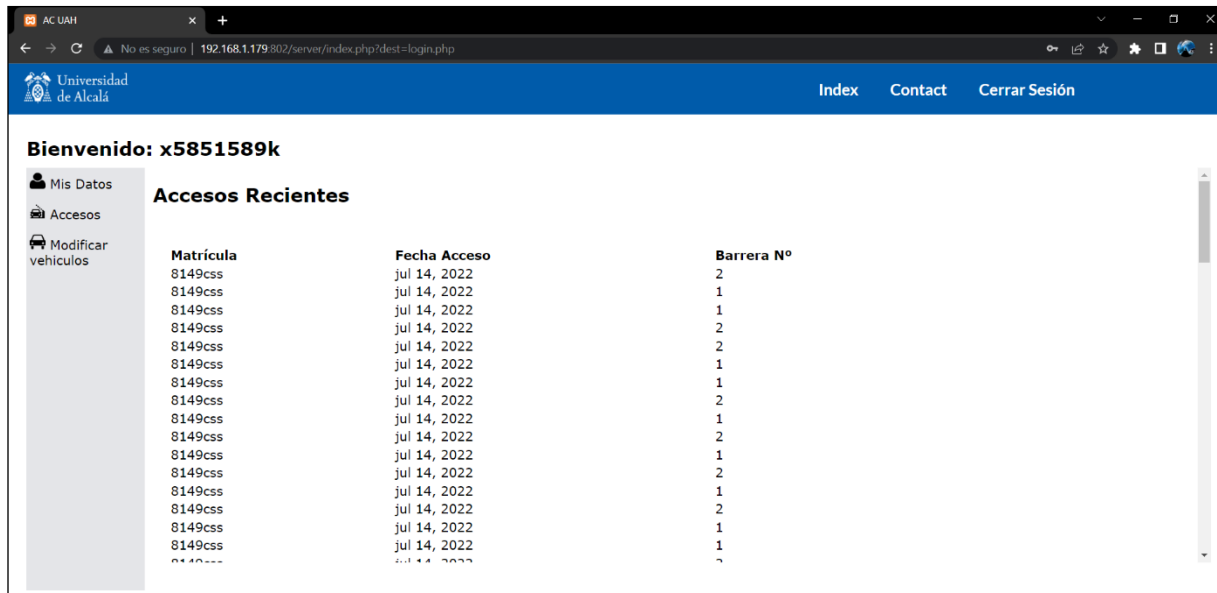 AC UAH
No es seguro | 192.168.1.179:802/server/index.php?dest=login.php
Universidad
de Alcalá
Index Contact Cerrar Sesión
Bienvenido: x5851589k
Mis Datos
Accesos
Modificar
vehiculos
Accesos Recientes
Matrícula Fecha Acceso Barrera Nº
8149css jul 14, 2022 2
8149css jul 14, 2022 1
8149css jul 14, 2022 1
8149css jul 14, 2022 2
8149css jul 14, 2022 2
8149css jul 14, 2022 1
8149css jul 14, 2022 1
8149css jul 14, 2022 2
8149css jul 14, 2022 1
8149css jul 14, 2022 2
8149css jul 14, 2022 1
8149css jul 14, 2022 2
8149css jul 14, 2022 1
8149css jul 14, 2022 2
8149css jul 14, 2022 1
8149css jul 14, 2022 1